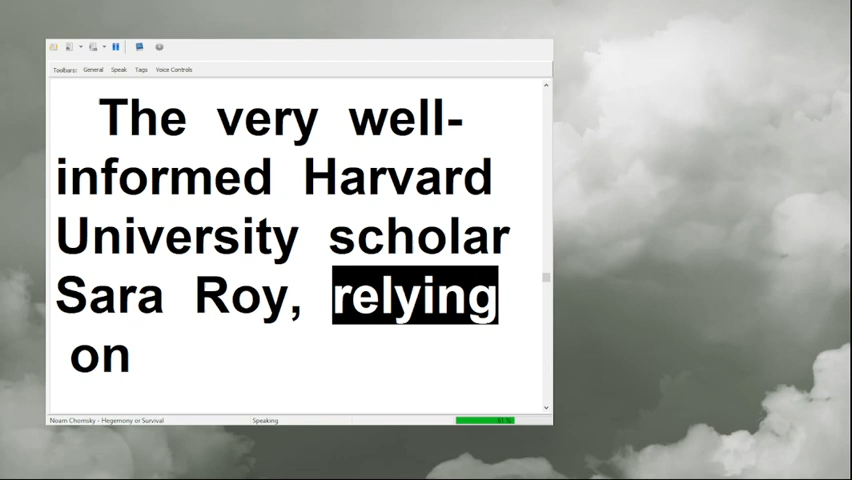 Toolbars: General Speak Tags Voice Controls
The very well-
informed Harvard
University scholar
Sara Roy, relying
on
Noam Chomsky - Hegemony or Survival Speaking 61 %